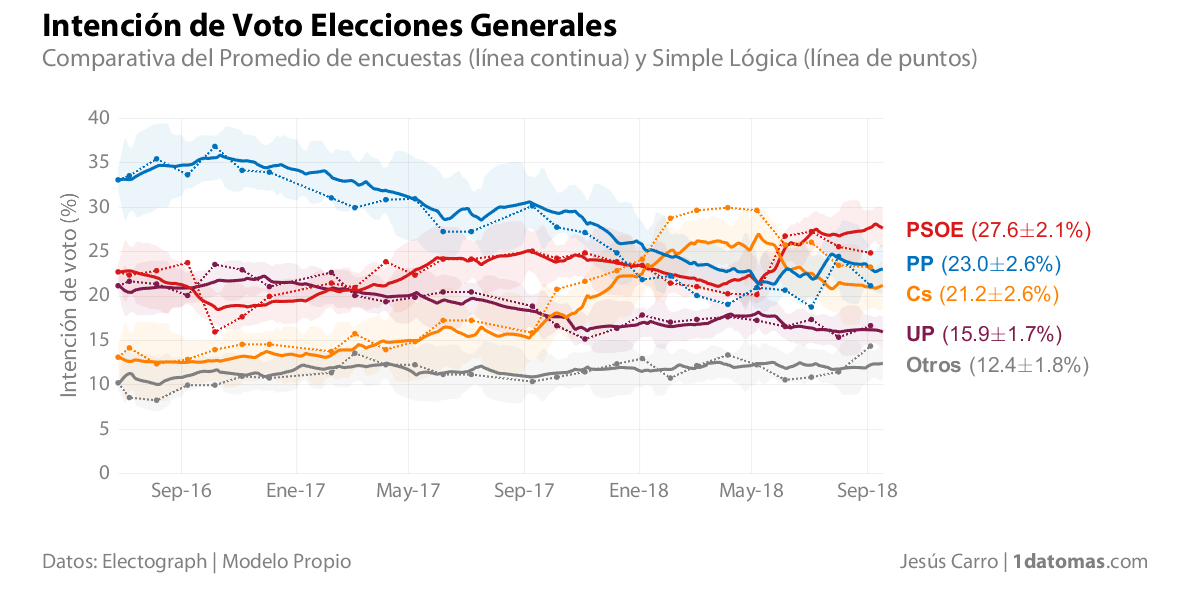 Intención de Voto Elecciones Generales
Comparativa del Promedio de encuestas (línea continua) y Simple Lógica (línea de puntos)
Intención de voto (%)
40
35
30
25
20
15
10
5
0
Sep-16 Ene-17 May-17 Sep-17 Ene-18 May-18 Sep-18
PSOE (27.6±2.1%)
PP (23.0±2.6%)
Cs (21.2±2.6%)
UP (15.9±1.7%)
Otros (12.4±1.8%)
Datos: Electograph | Modelo Propio
Jesús Carro | 1datomas.com